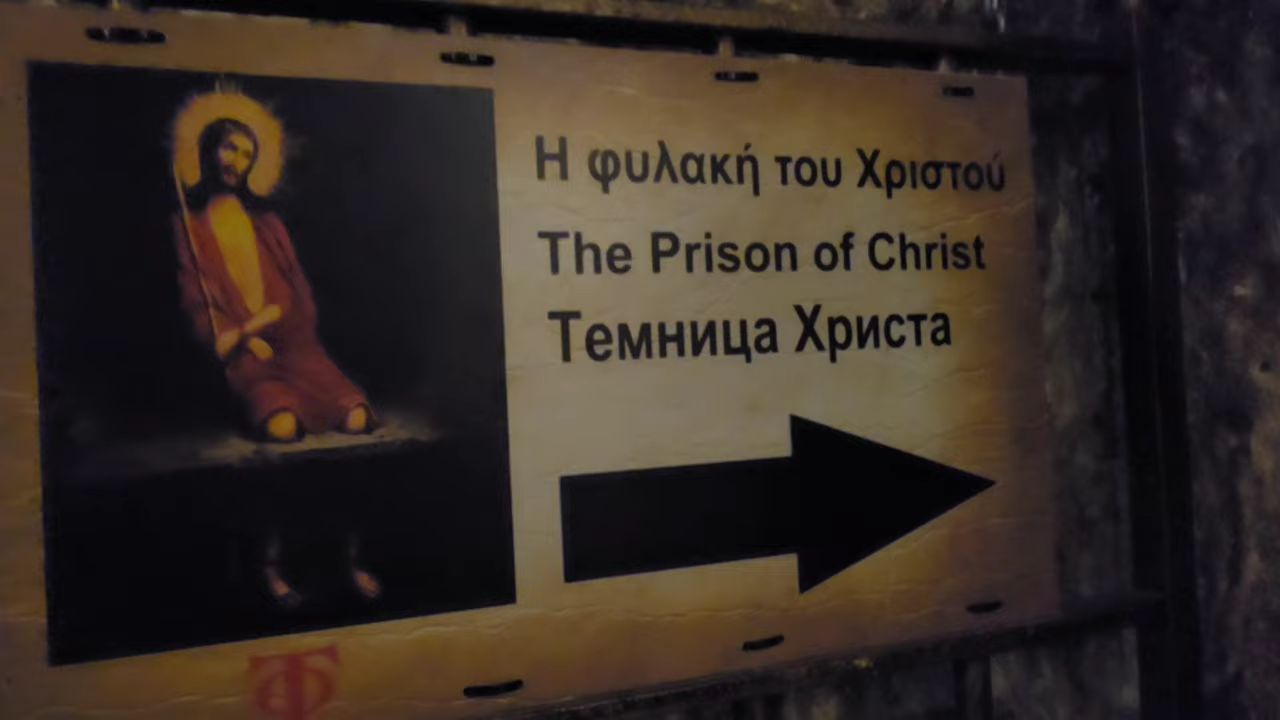 Η φυλακή του Χριστού
The Prison of Christ
Темница Христа